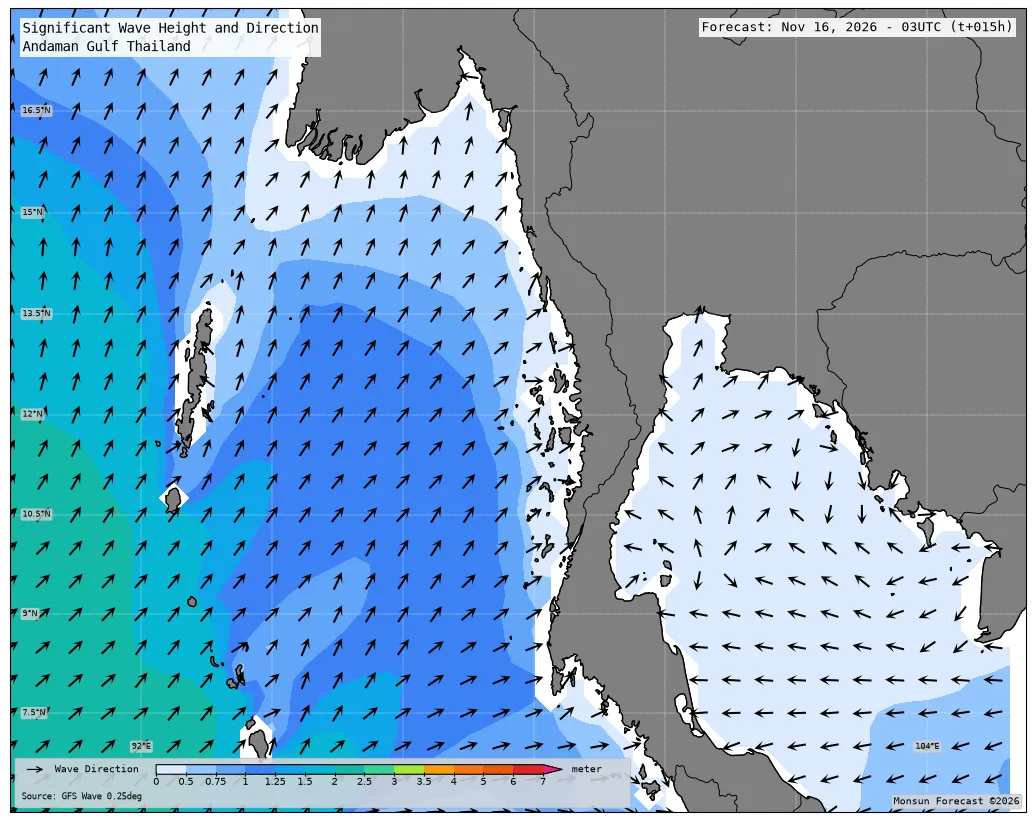 Significant Wave Height and Direction
Andaman Gulf Thailand
Forecast: Nov 16, 2026 - 03UTC (t+015h)
16.5°N
15°N
13.5°N
12°N
10.5°N
9°N
7.5°N
92°E
104°E
Wave Direction
0.5 0.75 1 1.25 1.5 2 2.5 3 3.5 4 5 6 7
meter
Source: GFS Wave 0.25deg
Monsun Forecast ©2026